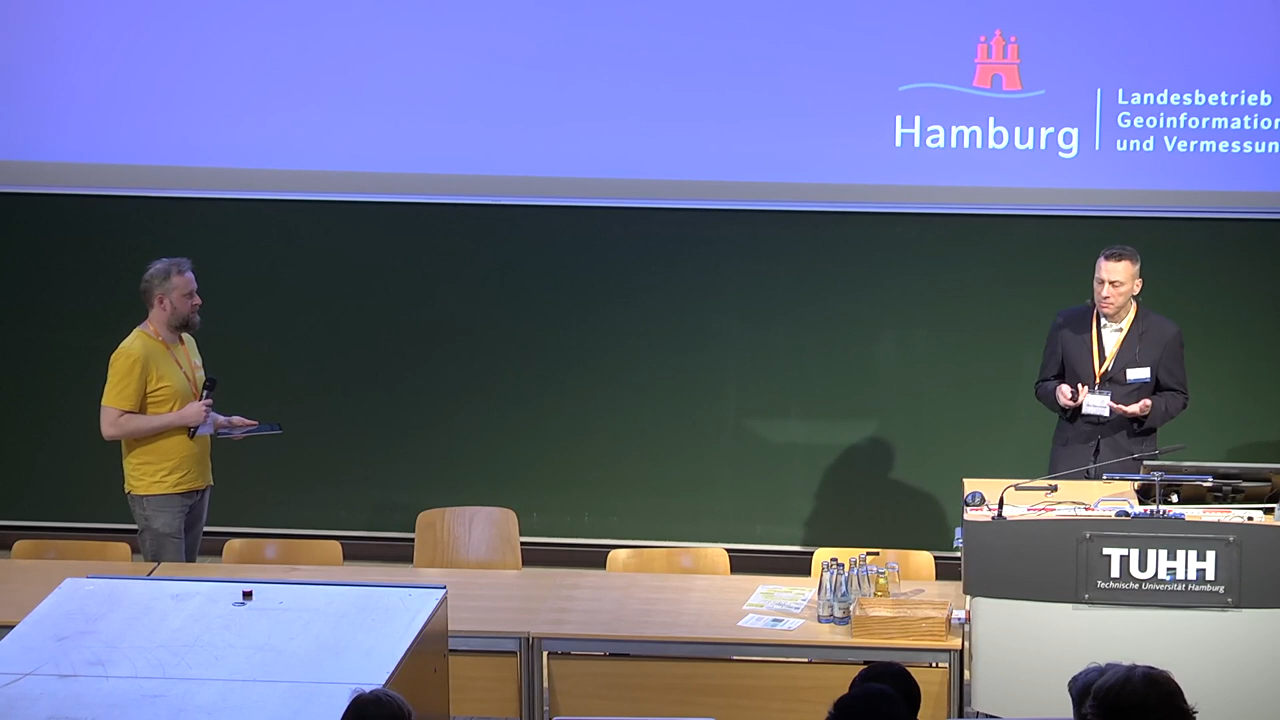 Hamburg
Landesbetrieb
Geoinformation
und Vermessun
TUHH
Technische Universität Hamburg